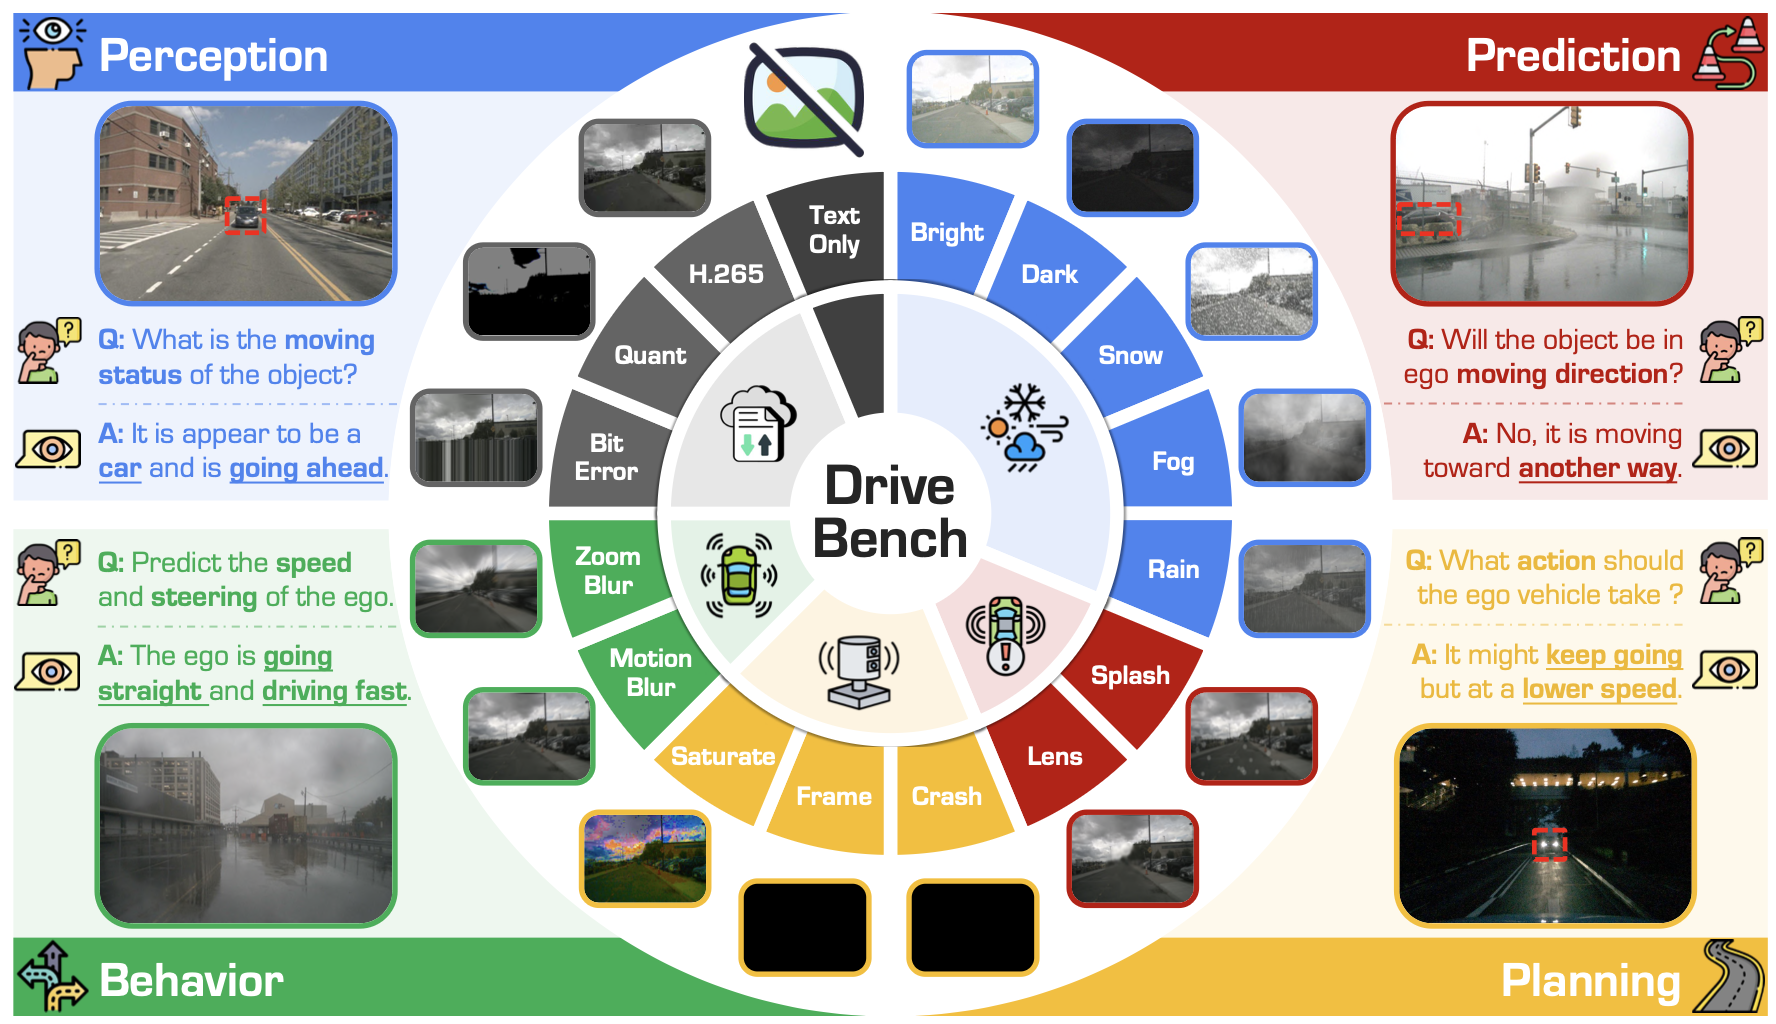 Perception
Q: What is the moving
status of the object?
A: It is appear to be a
car and is going ahead.
Prediction
Q: Will the object be in
ego moving direction?
A: No, it is moving
toward another way.
Q: Predict the speed
and steering of the ego.
A: The ego is going
straight and driving fast.
Behavior
Q: What action should
the ego vehicle take ?
A: It might keep going
but at a lower speed.
Planning
Drive
Bench
Text
Only
Bright
Dark
Snow
Fog
Rain
Splash
Lens
Crash
Frame
Saturate
Motion
Blur
Zoom
Blur
Bit
Error
Quant
H.265